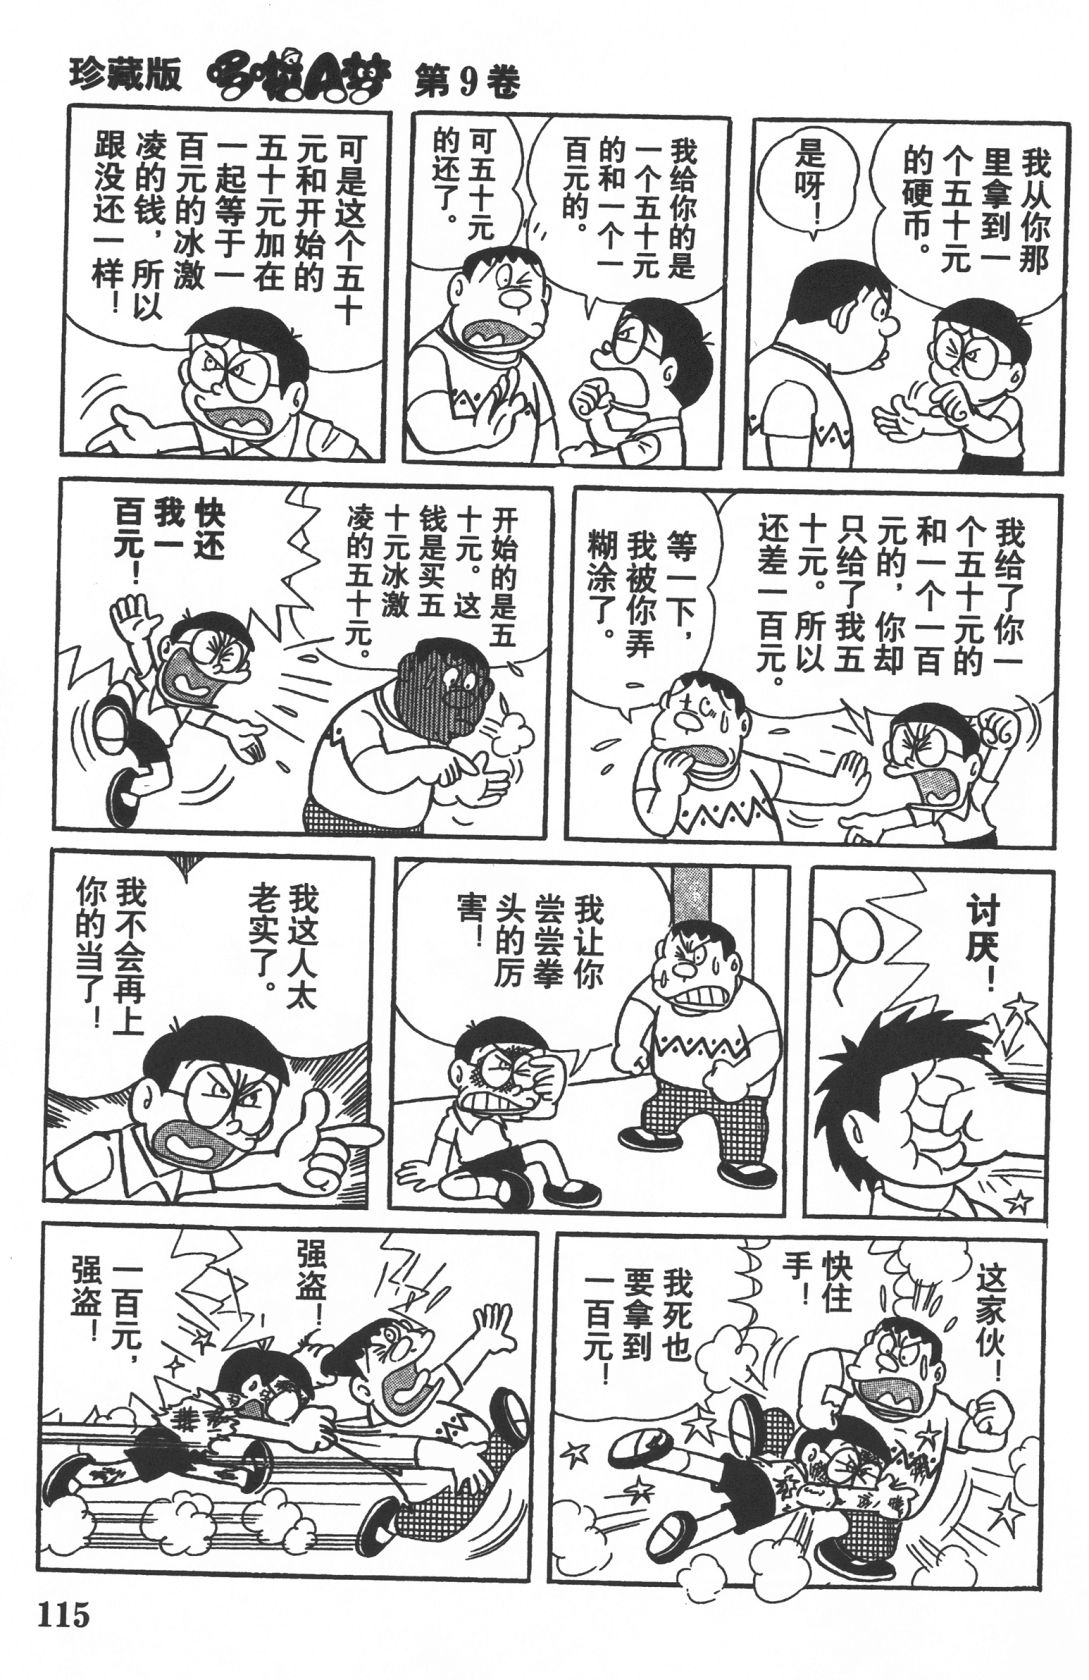 珍藏版 哆啦A梦 第9卷
我从你那
里拿到一
个五十元
的硬币。
是呀！
我给你的是
一个五十元
的和一个一
百元的。
可五十元
的还了。
可是这个五十
元和开始的
五十元加在
一起等于一
百元的冰激
凌的钱，所以
跟没还一样！
我给了你一
个五十元的
和一个一百
元的，你却
只给了我五
十元。所以
还差一百元。
等一下，
我被你弄
糊涂了。
开始的是五
十元。这
钱是买五
十元冰激
凌的五十元。
快还
我一
百元！
讨厌！
我让你
尝尝拳
头的厉
害！
我这人太
老实了。
我不会再上
你的当了！
这家伙！
快住
手！
我死也
要拿到
一百元！
强盗！
一百元，
强盗！
115